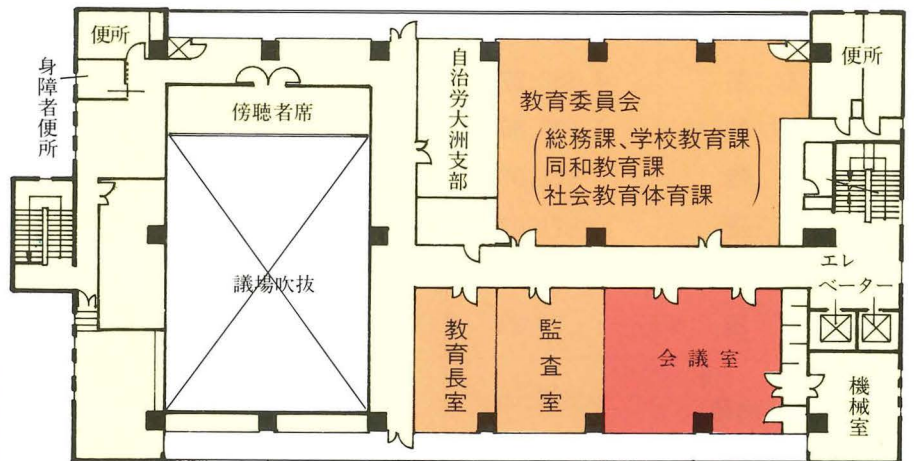 便所
身障者便所
傍聴者席
議場吹抜
自治労大洲支部
教育委員会
(総務課、学校教育課
同和教育課
社会教育体育課)
便所
エレ
ベーター
教育長室
監査室
会議室
機械室